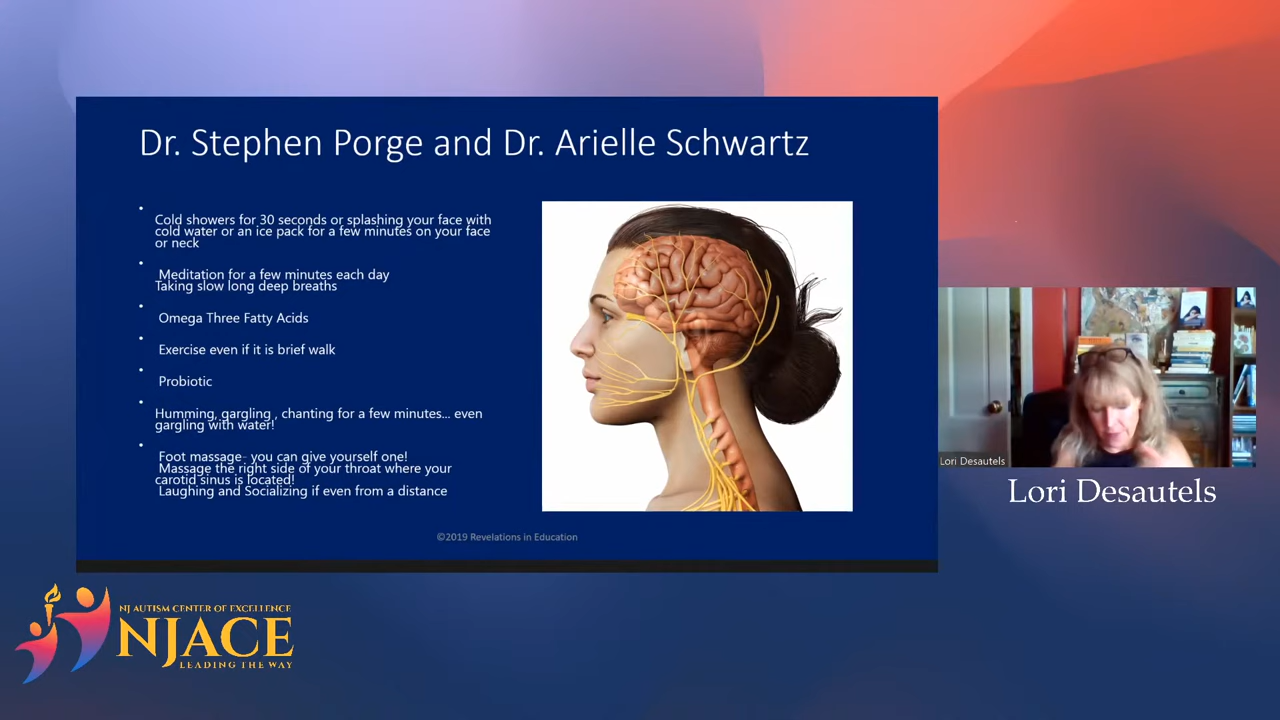 Dr. Stephen Porge and Dr. Arielle Schwartz
• Cold showers for 30 seconds or splashing your face with
cold water or an ice pack for a few minutes on your face
or neck
• Meditation for a few minutes each day
Taking slow long deep breaths
• Omega Three Fatty Acids
• Exercise even if it is brief walk
• Probiotic
• Humming, gargling , chanting for a few minutes... even
gargling with water!
• Foot massage- you can give yourself one!
Massage the right side of your throat where your
carotid sinus is located!
Laughing and Socializing if even from a distance
©2019 Revelations in Education
Lori Desautels
Lori Desautels
NJ AUTISM CENTER OF EXCELLENCE
NJACE
LEADING THE WAY